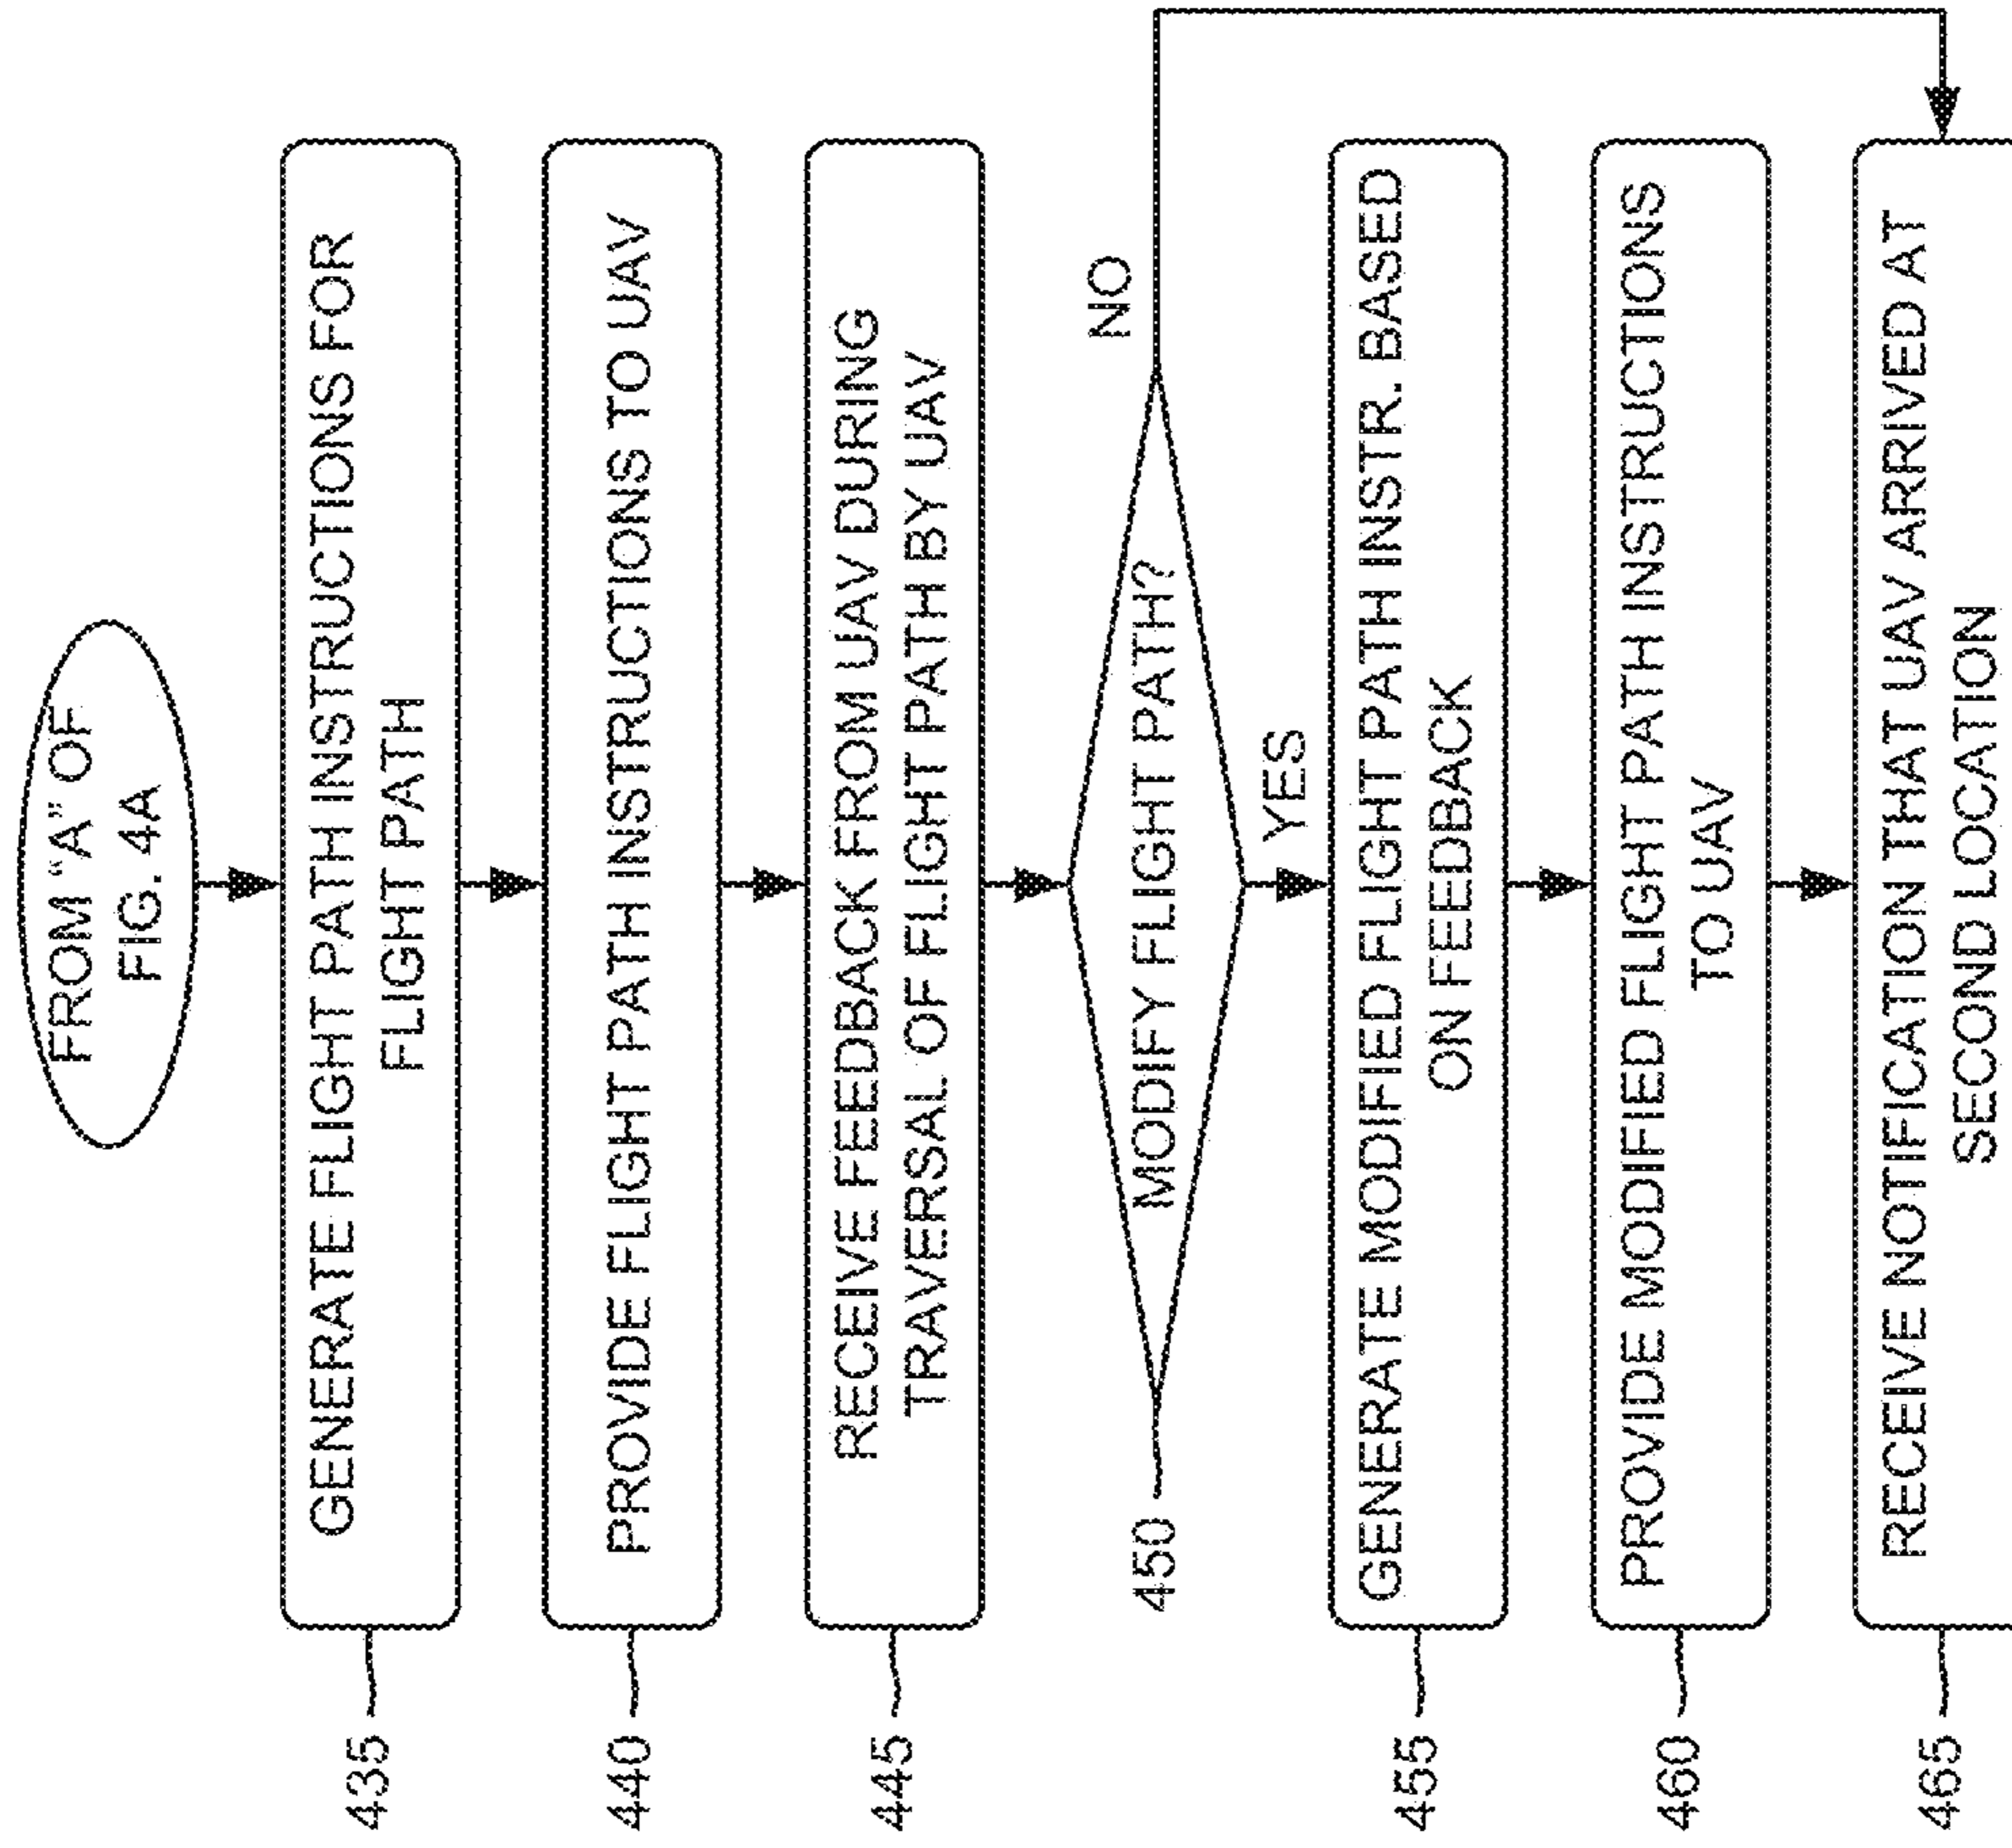 FROM "A" OF
FIG. 4A
435
GENERATE FLIGHT PATH INSTRUCTIONS FOR
FLIGHT PATH
440
PROVIDE FLIGHT PATH INSTRUCTIONS TO UAV
445
RECEIVE FEEDBACK FROM UAV DURING
TRAVERSAL OF FLIGHT PATH BY UAV
450
MODIFY FLIGHT PATH?
NO
YES
455
GENERATE MODIFIED FLIGHT PATH INSTR. BASED
ON FEEDBACK
460
PROVIDE MODIFIED FLIGHT PATH INSTRUCTIONS
TO UAV
465
RECEIVE NOTIFICATION THAT UAV ARRIVED AT
SECOND LOCATION